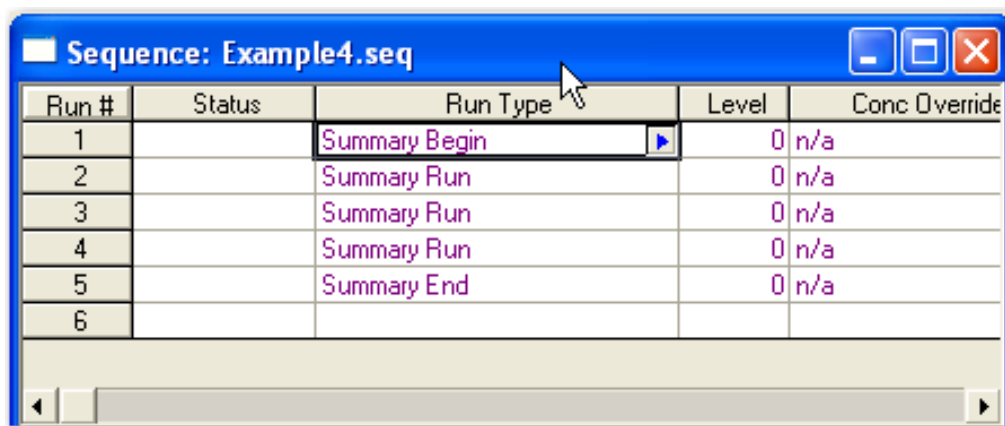 Sequence: Example4.seq
Run # Status Run Type Level Conc Override
1 Summary Begin 0 n/a
2 Summary Run 0 n/a
3 Summary Run 0 n/a
4 Summary Run 0 n/a
5 Summary End 0 n/a
6